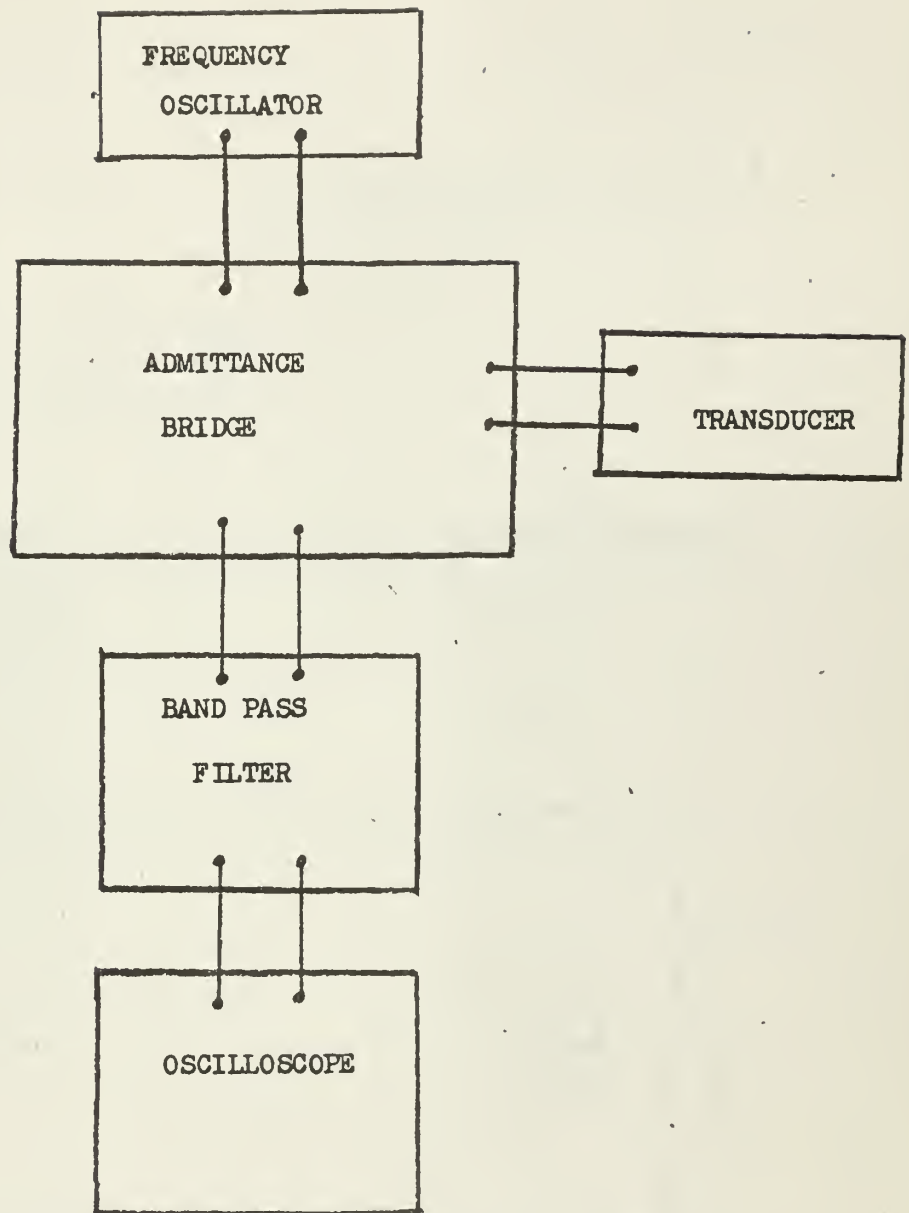 FREQUENCY
OSCILLATOR
ADMITTANCE
BRIDGE
TRANSDUCER
BAND PASS
FILTER
OSCILLOSCOPE